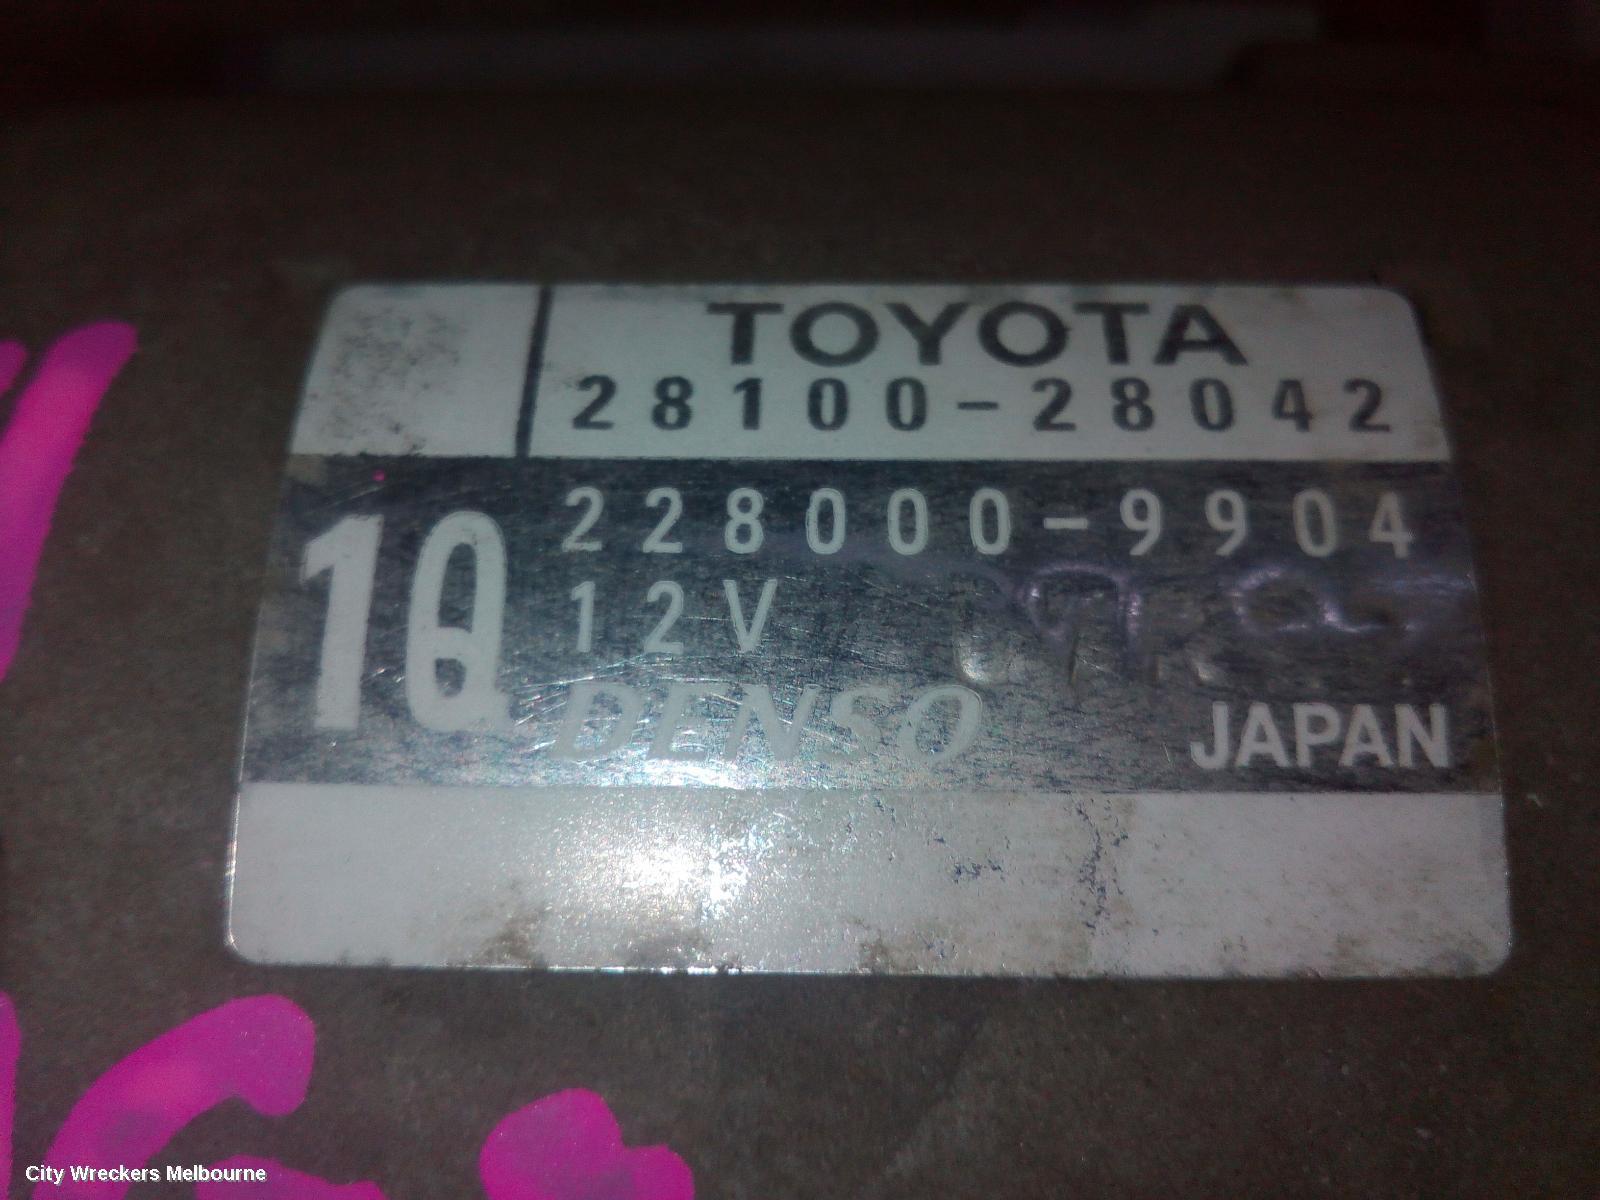 TOYOTA
28100-28042
1Q
228000-9904
12V
DENSO
JAPAN
City Wreckers Melbourne